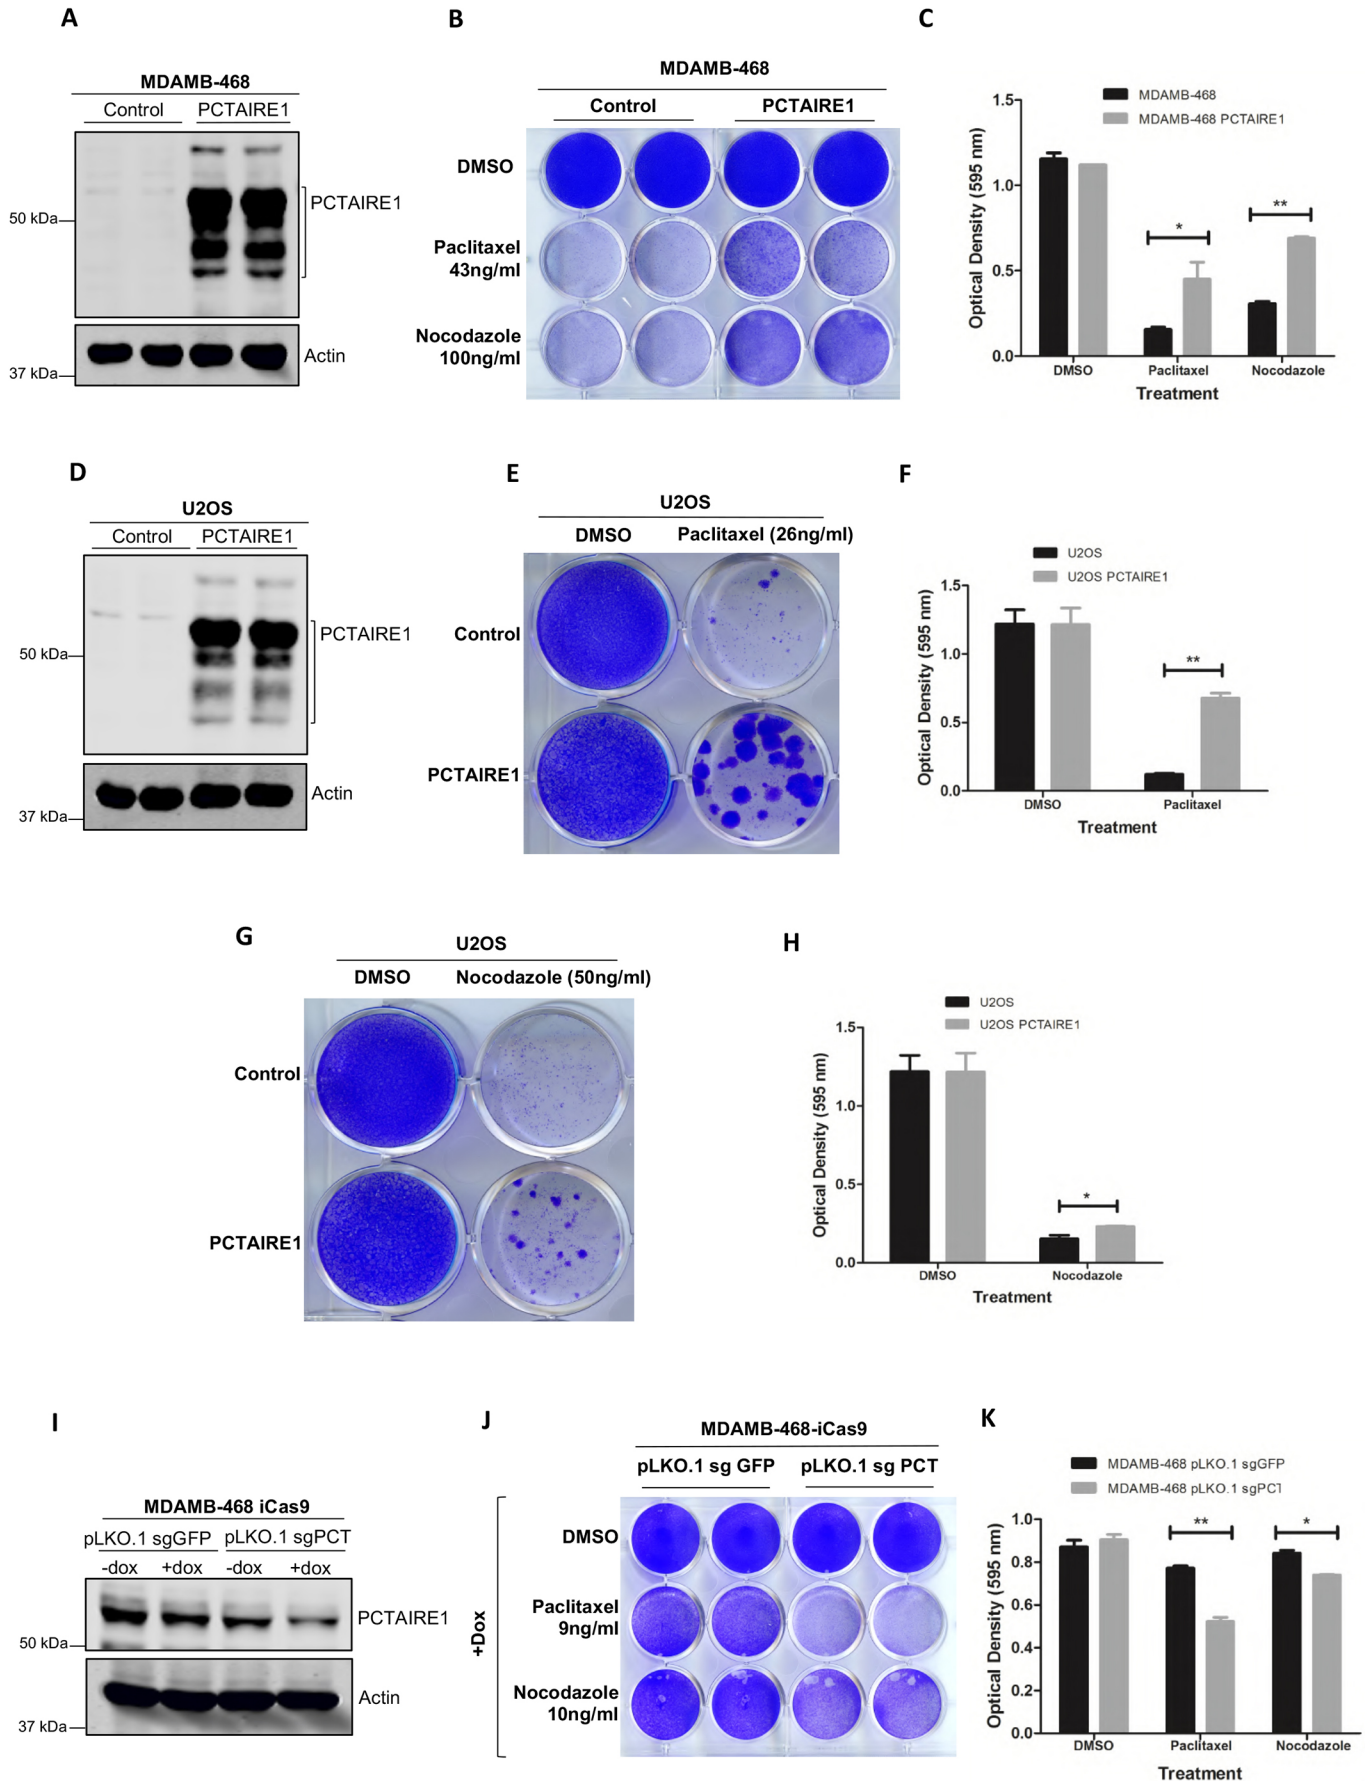 A
MDAMB-468
Control PCTAIRE1
50 kDa
PCTAIRE1
Actin
37 kDa
B
MDAMB-468
Control PCTAIRE1
DMSO
Paclitaxel
43ng/ml
Nocodazole
100ng/ml
C
MDAMB-468
MDAMB-468 PCTAIRE1
Optical Density (595 nm)
1.5
1.0
0.5
0.0
*
**
DMSO Paclitaxel Nocodazole
Treatment
D
U2OS
Control PCTAIRE1
PCTAIRE1
50 kDa
Actin
37 kDa
E
U2OS
DMSO Paclitaxel (26ng/ml)
Control
PCTAIRE1
F
U2OS
U2OS PCTAIRE1
Optical Density (595 nm)
1.5
1.0
0.5
0.0
**
DMSO Paclitaxel
Treatment
G
U2OS
DMSO Nocodazole (50ng/ml)
Control
PCTAIRE1
H
U2OS
U2OS PCTAIRE1
Optical Density (595 nm)
1.5
1.0
0.5
0.0
*
DMSO Nocodazole
Treatment
I
MDAMB-468 iCas9
pLKO.1 sgGFP pLKO.1 sgPCT
-dox +dox -dox +dox
PCTAIRE1
50 kDa
Actin
37 kDa
J
MDAMB-468-iCas9
pLKO.1 sg GFP pLKO.1 sg PCT
+Dox
DMSO
Paclitaxel
9ng/ml
Nocodazole
10ng/ml
K
MDAMB-468 pLKO.1 sgGFP
MDAMB-468 pLKO.1 sgPCT
Optical Density (595 nm)
1.0
0.8
0.6
0.4
0.2
0.0
**
*
DMSO Paclitaxel Nocodazole
Treatment